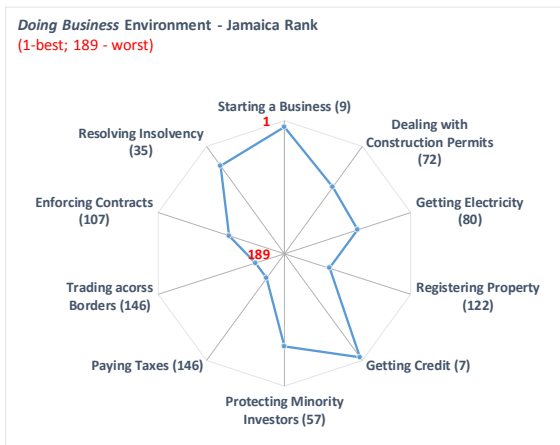 Doing Business Environment - Jamaica Rank
(1-best; 189 - worst)
Starting a Business (9)
1
Dealing with
Construction Permits
(72)
Getting Electricity
(80)
Registering Property
(122)
Getting Credit (7)
Protecting Minority
Investors (57)
Paying Taxes (146)
Trading acorss
Borders (146)
189
Enforcing Contracts
(107)
Resolving Insolvency
(35)